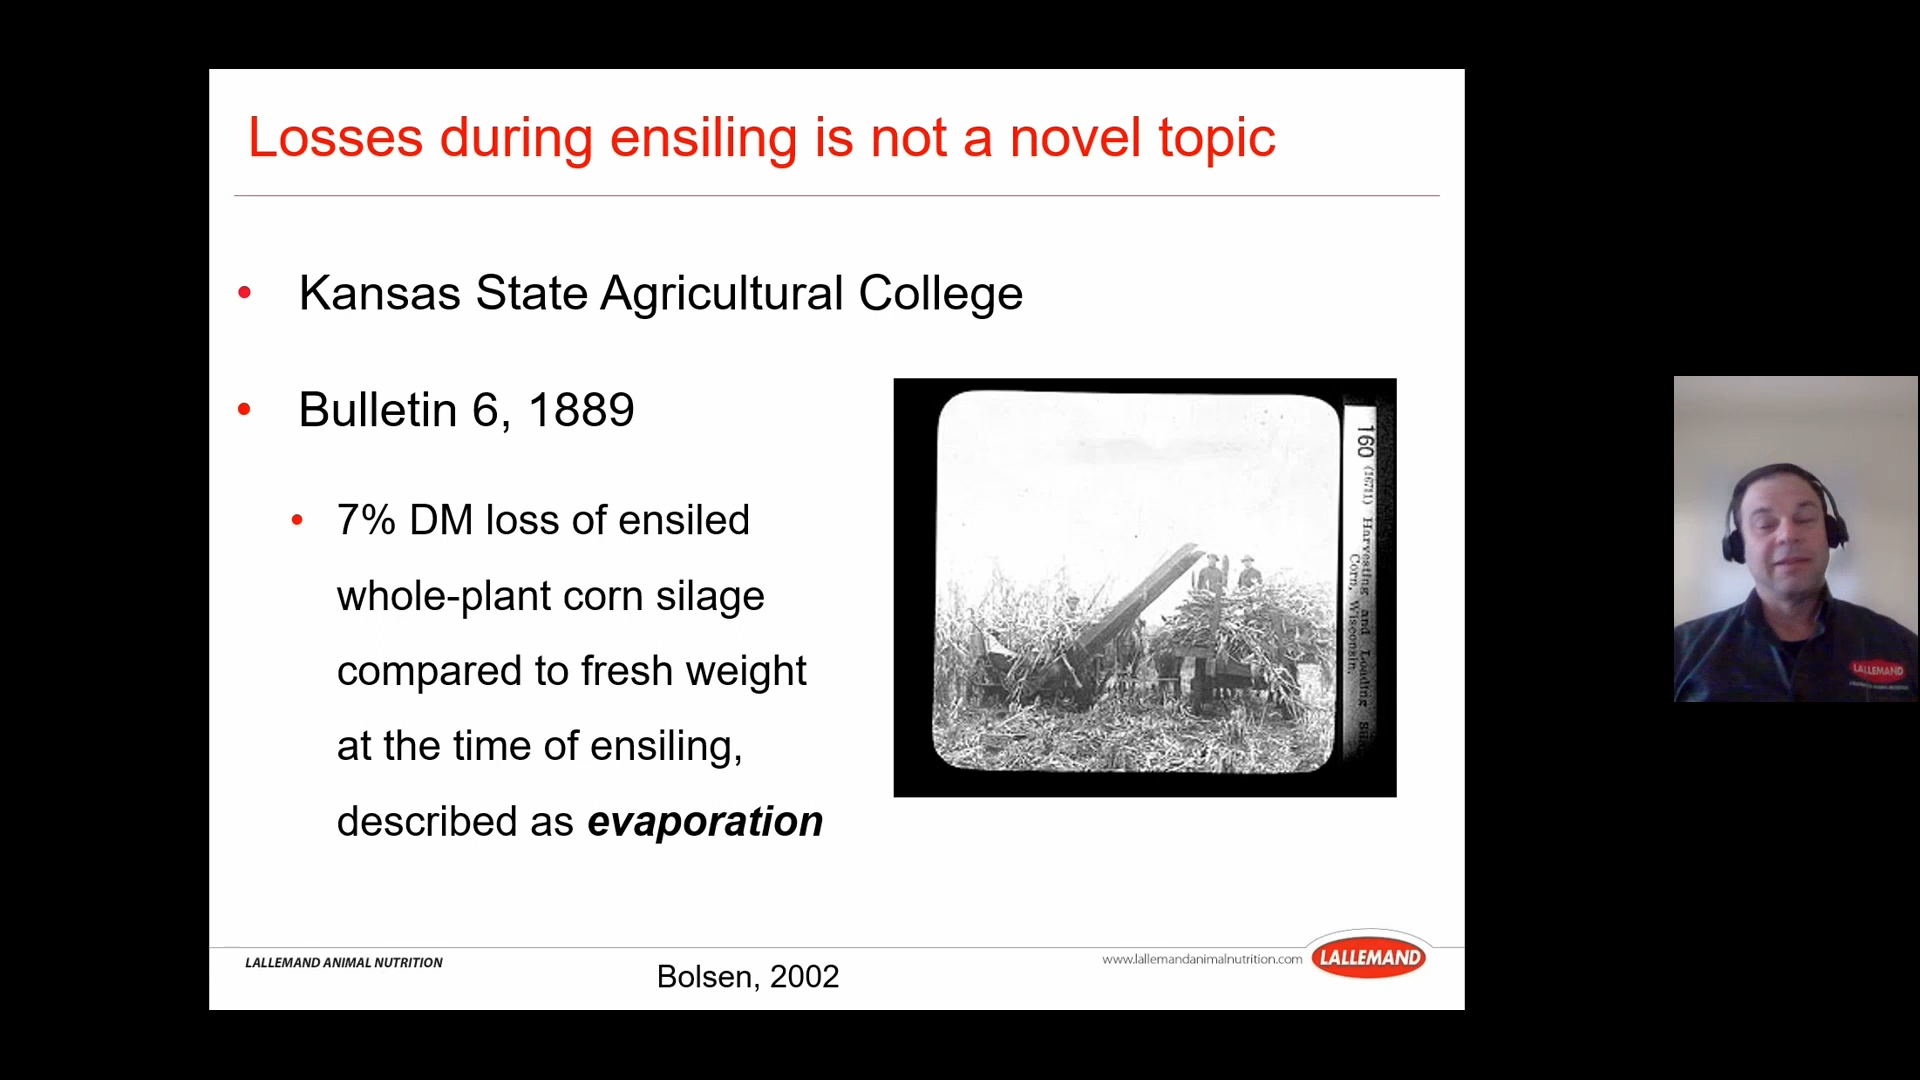 Losses during ensiling is not a novel topic
• Kansas State Agricultural College
• Bulletin 6, 1889
• 7% DM loss of ensiled
whole-plant corn silage
compared to fresh weight
at the time of ensiling,
described as evaporation
160 (16711) Harvesting and Loading
Corn, Wisconsin.
LALLEMAND ANIMAL NUTRITION
Bolsen, 2002
www.lallemandanimalnutrition.com
LALLEMAND
LALLEMAND